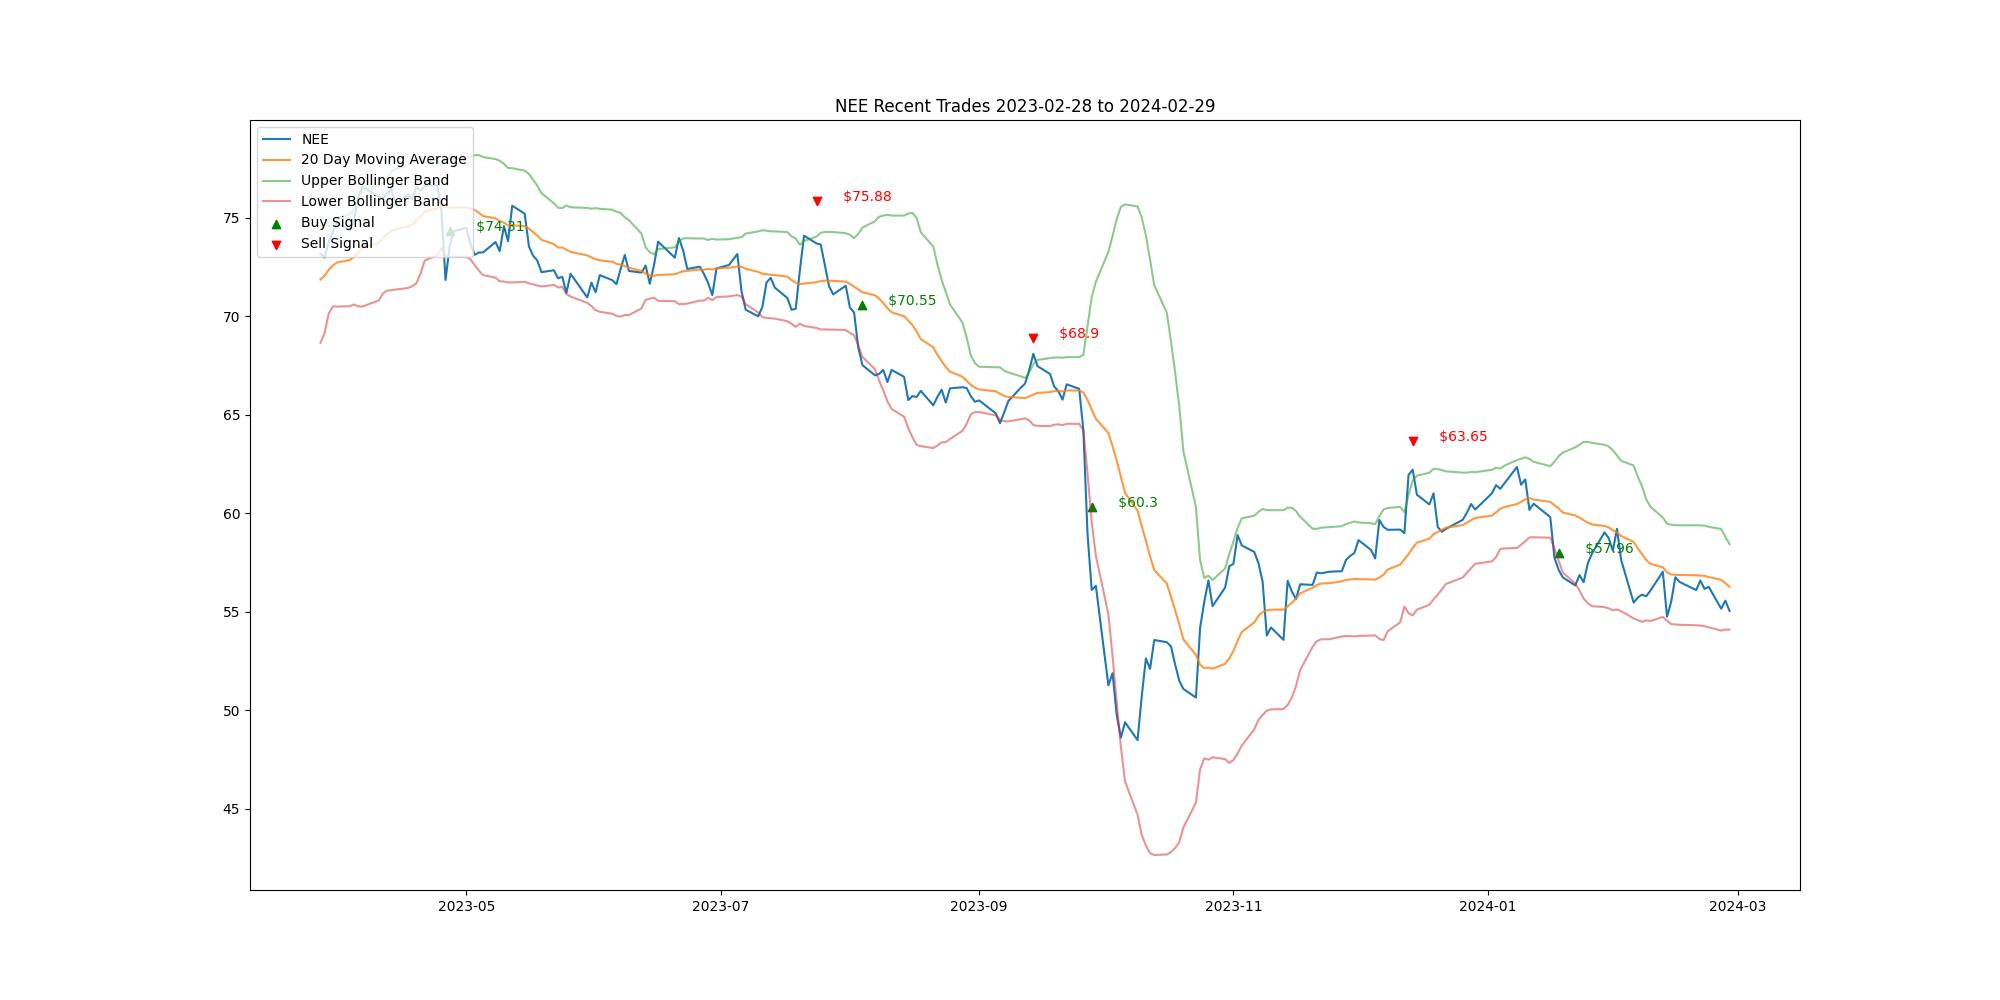 NEE Recent Trades 2023-02-28 to 2024-02-29
NEE
20 Day Moving Average
Upper Bollinger Band
Lower Bollinger Band
Buy Signal
Sell Signal
$74.31
$75.88
$70.55
$68.9
$60.3
$63.65
$57.96
75
70
65
60
55
50
45
2023-05
2023-07
2023-09
2023-11
2024-01
2024-03